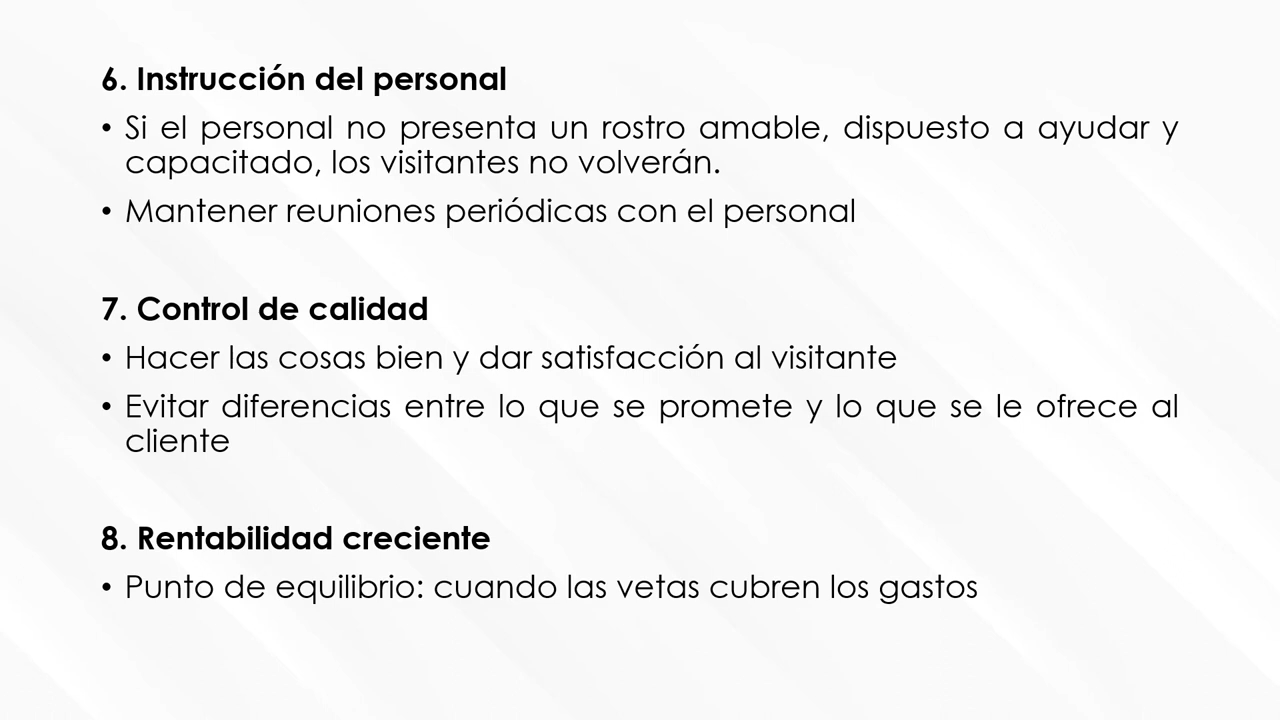 6. Instrucción del personal
• Si el personal no presenta un rostro amable, dispuesto a ayudar y
capacitado, los visitantes no volverán.
• Mantener reuniones periódicas con el personal
7. Control de calidad
• Hacer las cosas bien y dar satisfacción al visitante
• Evitar diferencias entre lo que se promete y lo que se le ofrece al
cliente
8. Rentabilidad creciente
• Punto de equilibrio: cuando las vetas cubren los gastos